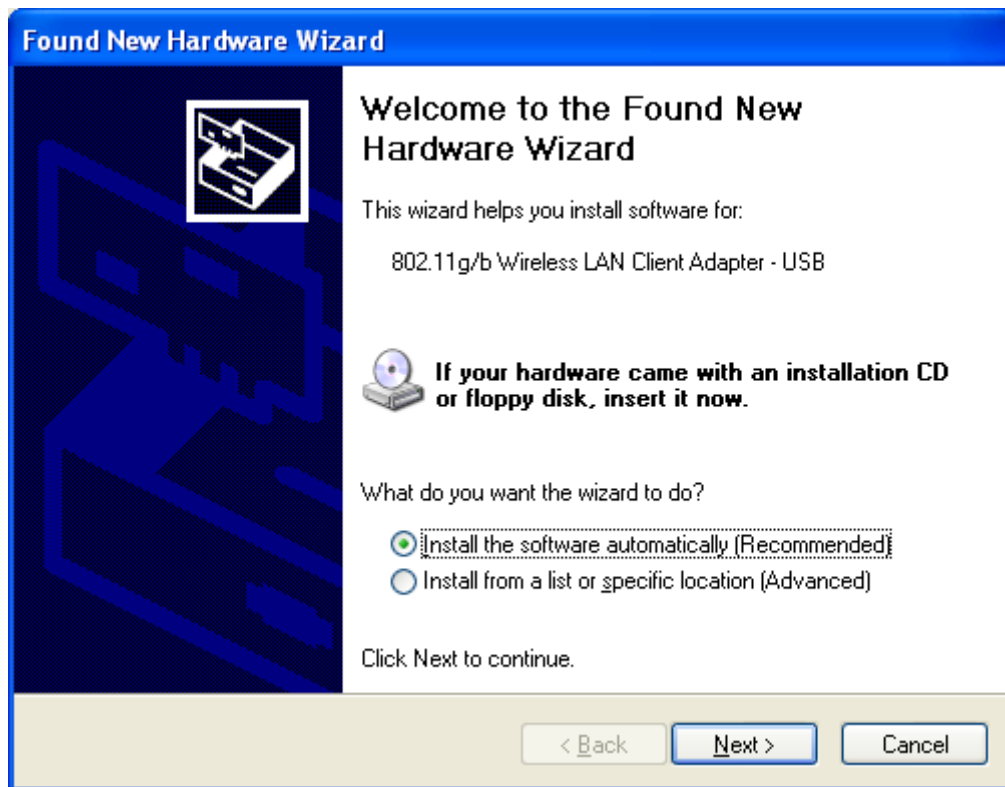 Found New Hardware Wizard
Welcome to the Found New
Hardware Wizard
This wizard helps you install software for:
802.11g/b Wireless LAN Client Adapter - USB
If your hardware came with an installation CD
or floppy disk, insert it now.
What do you want the wizard to do?
Install the software automatically (Recommended)
Install from a list or specific location (Advanced)
Click Next to continue.
< Back Next > Cancel